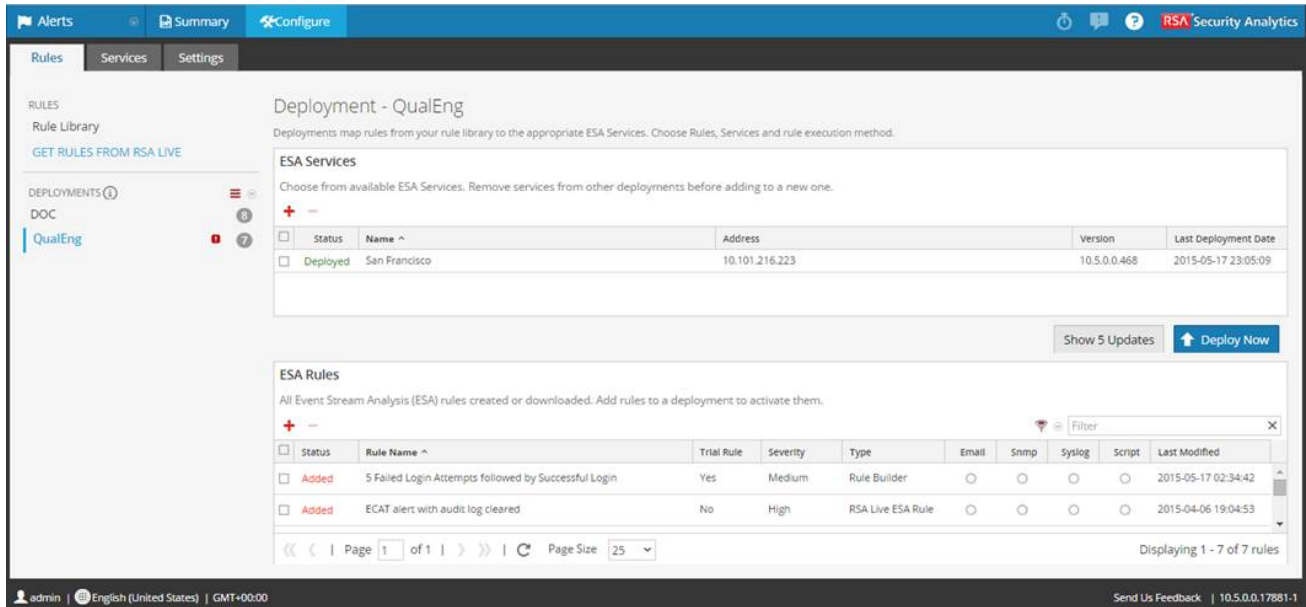 Alerts Summary Configure ? RSA Security Analytics
Rules Services Settings
RULES
Rule Library
GET RULES FROM RSA LIVE
DEPLOYMENTS
DOC 8
QualEng 7
Deployment - QualEng
Deployments map rules from your rule library to the appropriate ESA Services. Choose Rules, Services and rule execution method.
ESA Services
Choose from available ESA Services. Remove services from other deployments before adding to a new one.
Status Name Address Version Last Deployment Date
Deployed San Francisco 10.101.216.223 10.5.0.0.468 2015-05-17 23:05:09
Show 5 Updates Deploy Now
ESA Rules
All Event Stream Analysis (ESA) rules created or downloaded. Add rules to a deployment to activate them.
Filter
Status Rule Name Trial Rule Severity Type Email Snmp Syslog Script Last Modified
Added 5 Failed Login Attempts followed by Successful Login Yes Medium Rule Builder 2015-05-17 02:34:42
Added ECAT alert with audit log cleared No High RSA Live ESA Rule 2015-04-06 19:04:53
Page 1 of 1 | Page Size 25 Displaying 1 - 7 of 7 rules
admin | English (United States) | GMT+00:00 Send Us Feedback | 10.5.0.0.17881-1